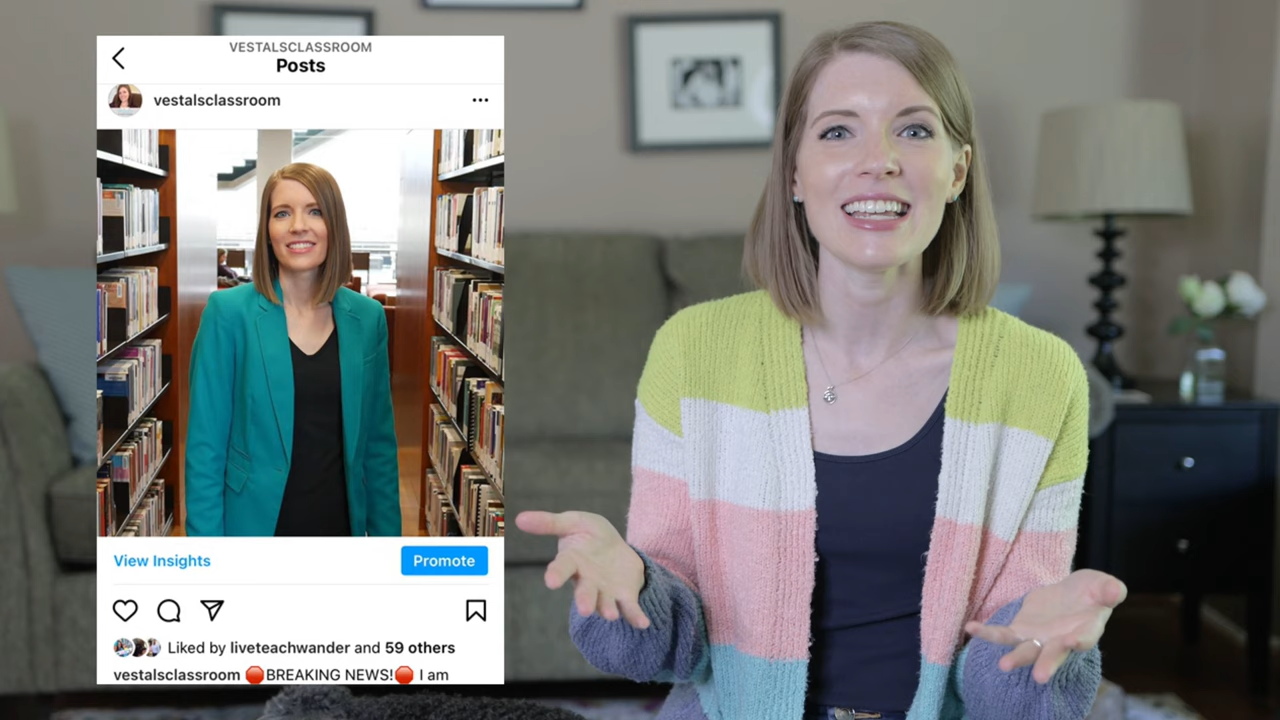 VESTALSCLASSROOM
Posts
vestalsclassroom
View Insights
Promote
Liked by liveteachwander and 59 others
vestalsclassroom 🛑BREAKING NEWS!🛑 I am